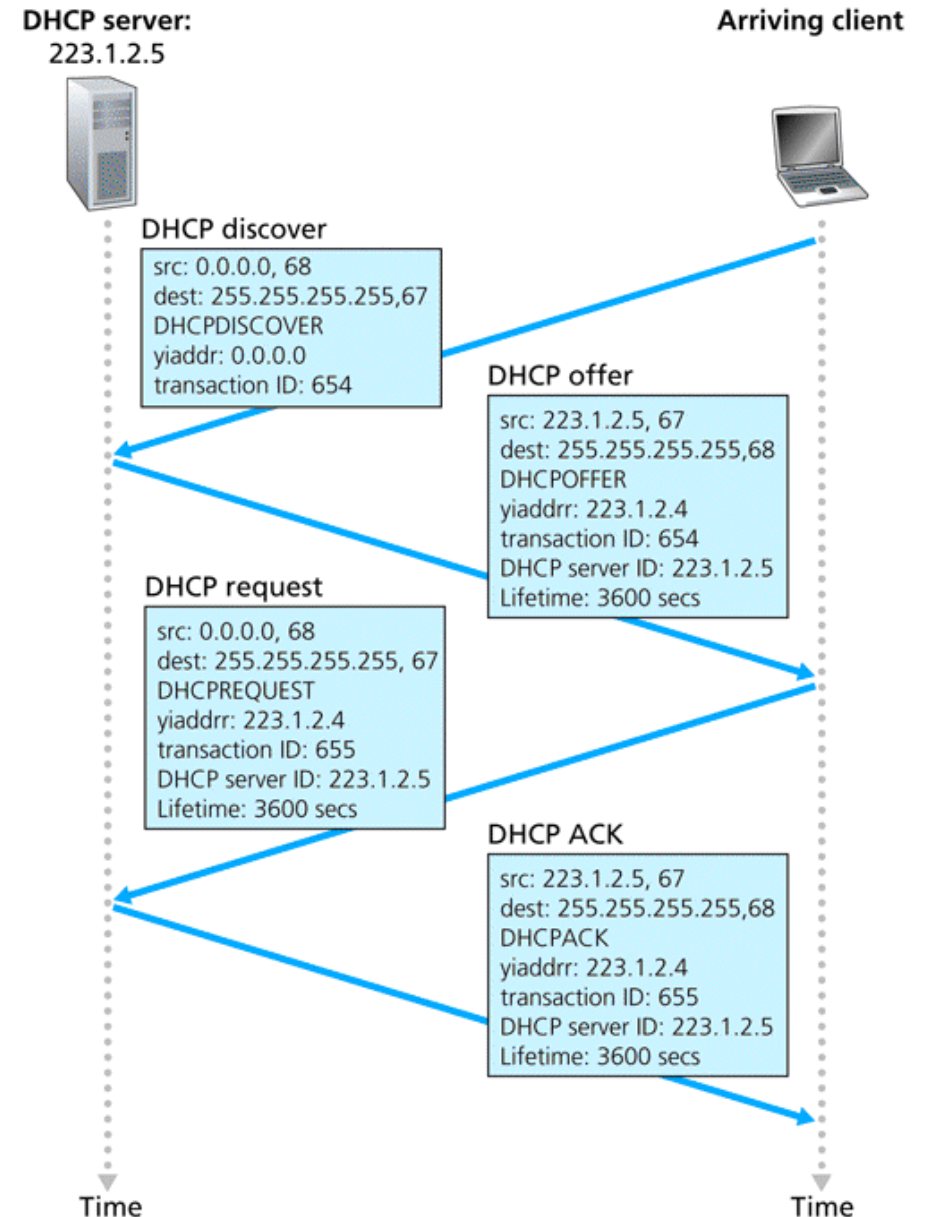 DHCP server:
223.1.2.5
Arriving client
DHCP discover
src: 0.0.0.0, 68
dest: 255.255.255.255,67
DHCPDISCOVER
yiaddr: 0.0.0.0
transaction ID: 654
DHCP offer
src: 223.1.2.5, 67
dest: 255.255.255.255,68
DHCPOFFER
yiaddrr: 223.1.2.4
transaction ID: 654
DHCP server ID: 223.1.2.5
Lifetime: 3600 secs
DHCP request
src: 0.0.0.0, 68
dest: 255.255.255.255, 67
DHCPREQUEST
yiaddrr: 223.1.2.4
transaction ID: 655
DHCP server ID: 223.1.2.5
Lifetime: 3600 secs
DHCP ACK
src: 223.1.2.5, 67
dest: 255.255.255.255,68
DHCPACK
yiaddrr: 223.1.2.4
transaction ID: 655
DHCP server ID: 223.1.2.5
Lifetime: 3600 secs
Time
Time